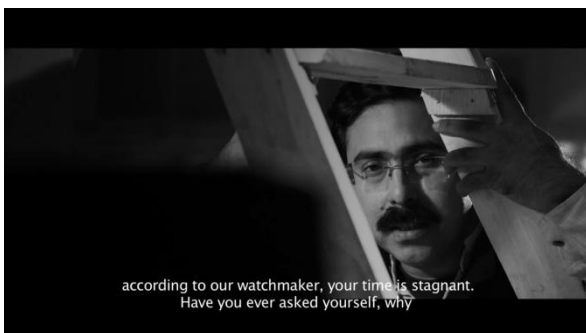 according to our watchmaker, your time is stagnant.
Have you ever asked yourself, why